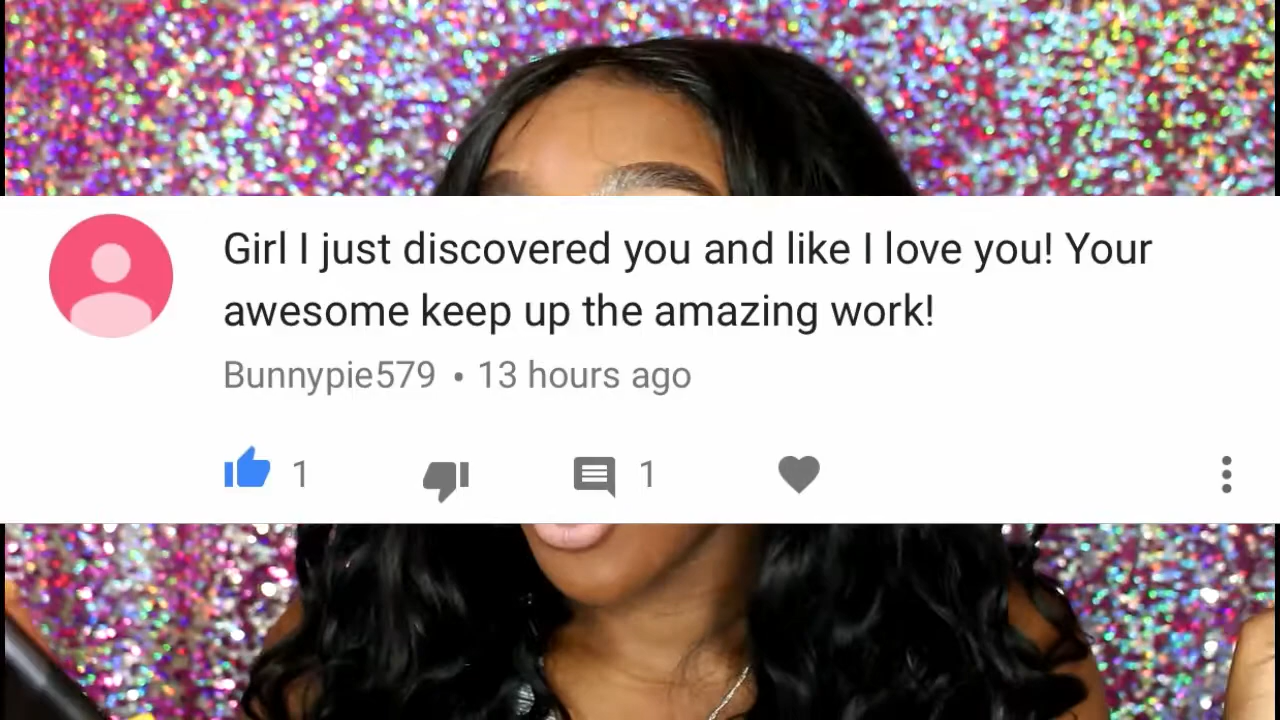 Girl I just discovered you and like I love you! Your
awesome keep up the amazing work!
Bunnypie579 • 13 hours ago
1 1